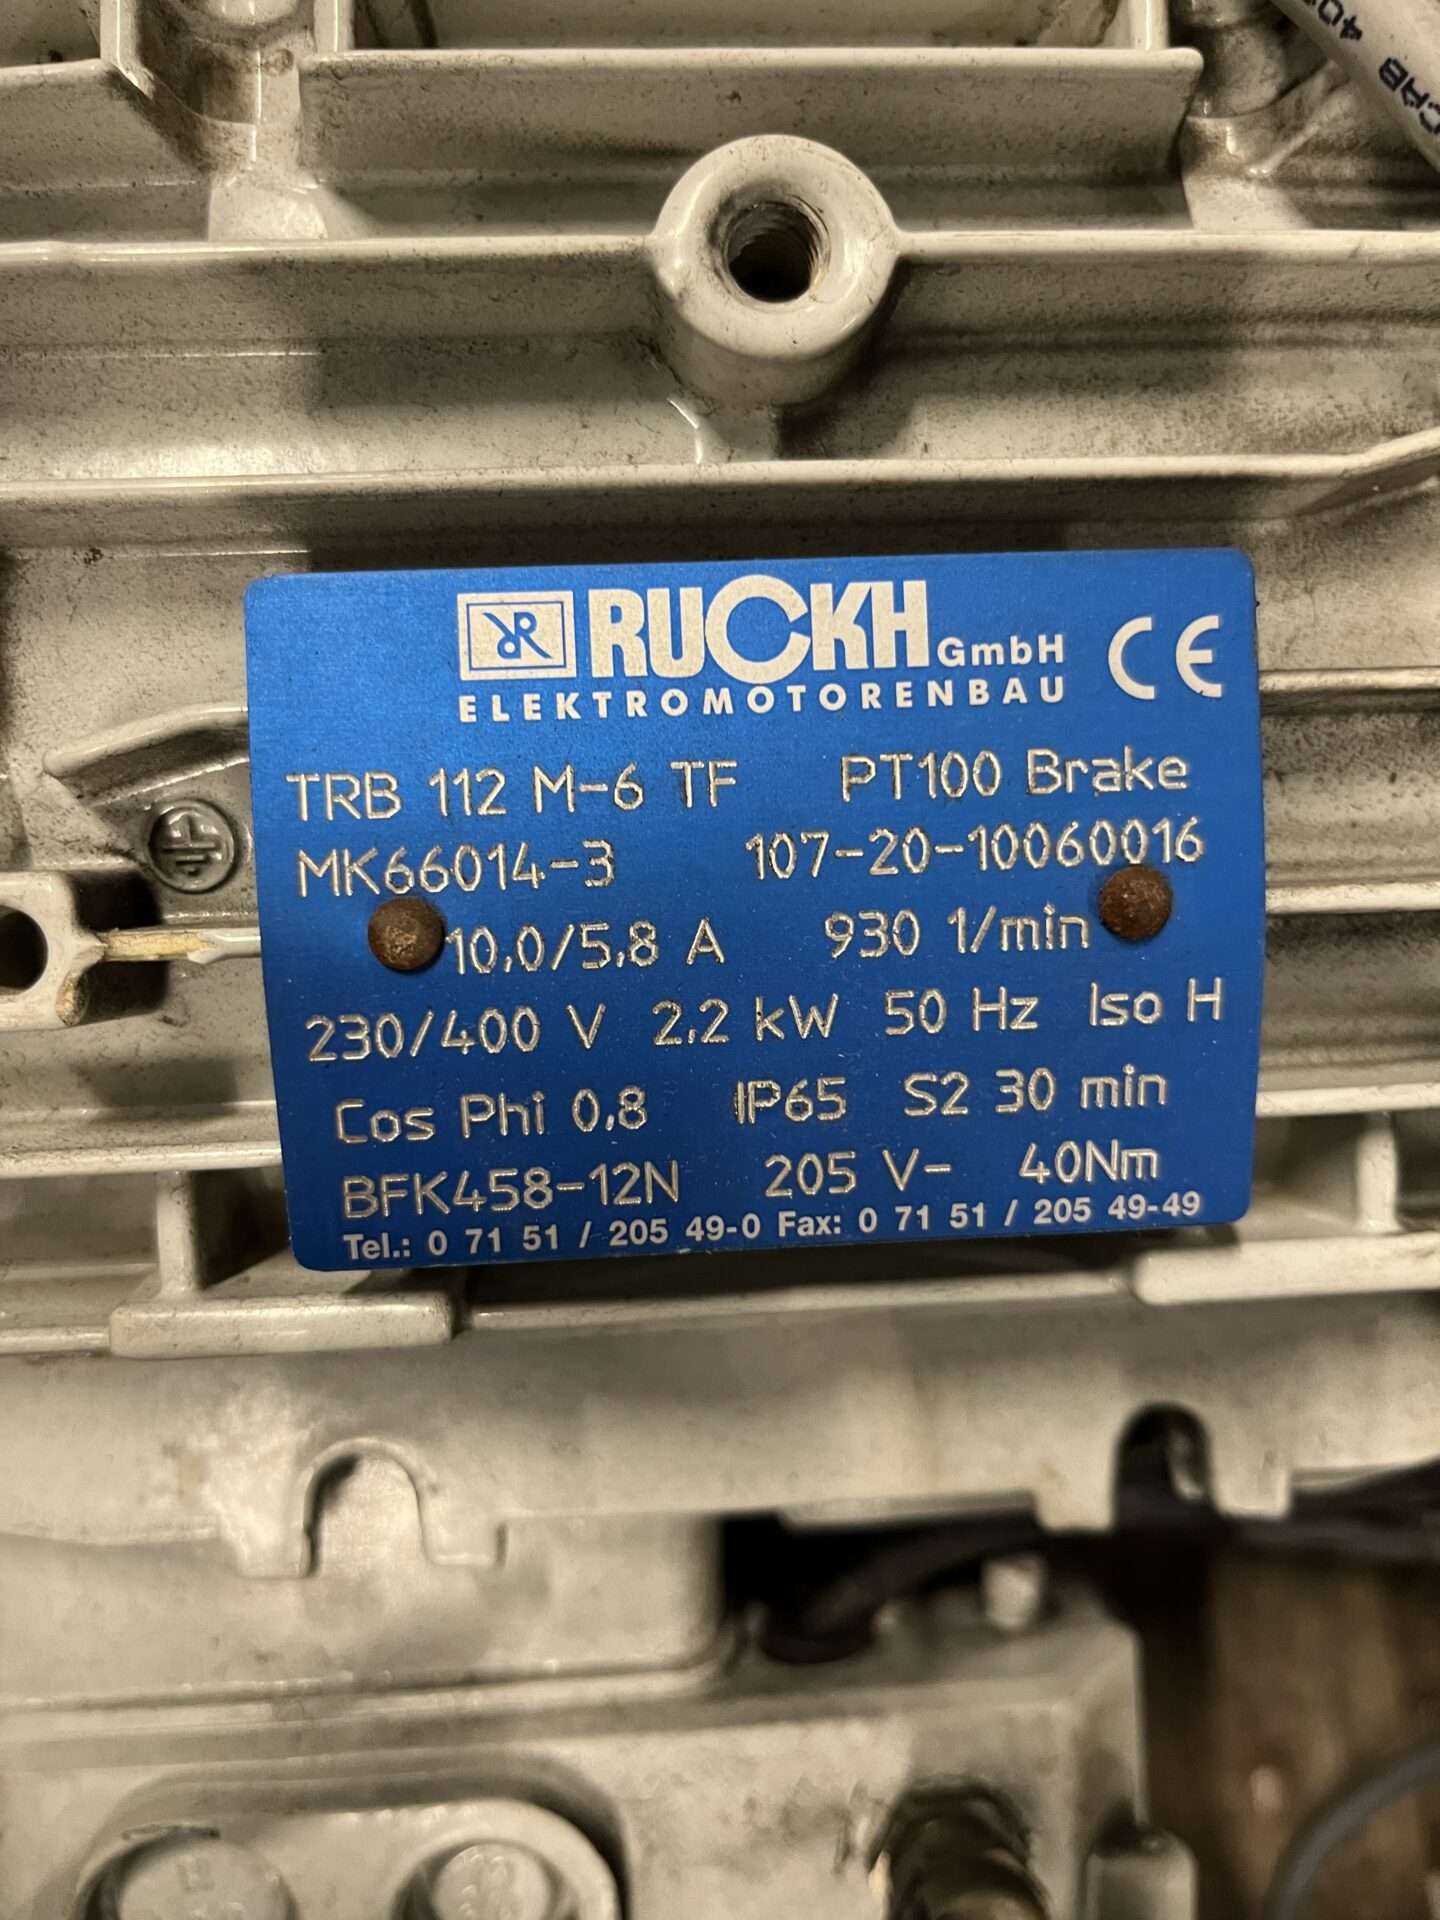 CAB 40
RUCKH GmbH CE
ELEKTROMOTORENBAU
TRB 112 M-6 TF PT100 Brake
MK66014-3 107-20-10060016
10,0/5,8 A 930 1/min
230/400 V 2,2 kW 50 Hz Iso H
Cos Phi 0,8 IP65 S2 30 min
BFK458-12N 205 V- 40Nm
Tel.: 0 71 51 / 205 49-0 Fax: 0 71 51 / 205 49-49